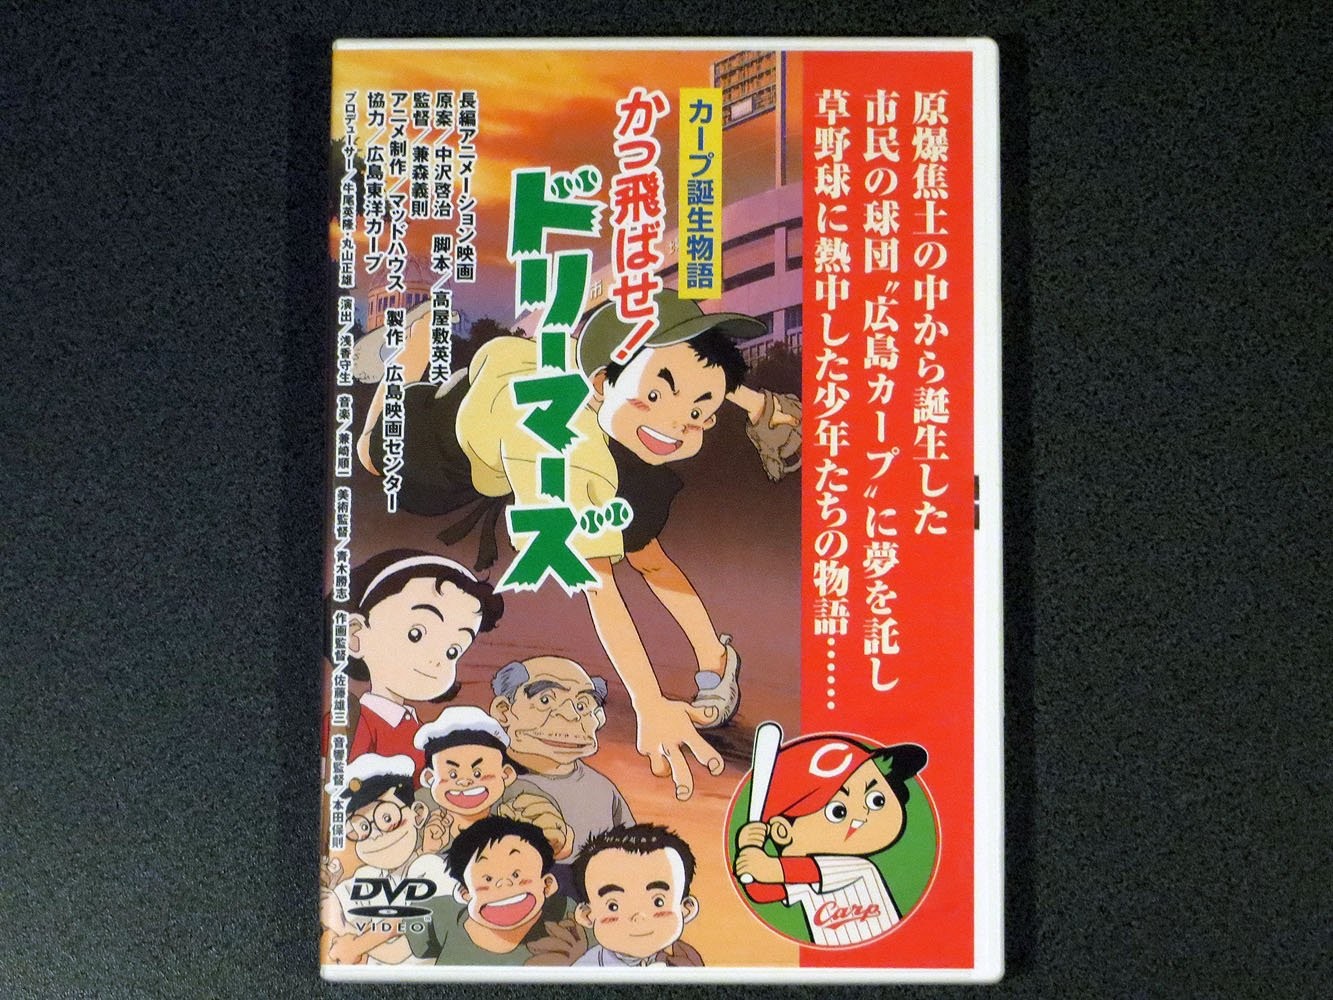 原爆焦土の中から誕生した
市民の球団〝広島カープ〟に夢を託し
草野球に熱中した少年たちの物語……
カープ誕生物語
かっ飛ばせ!
ドリーマーズ
長編アニメーション映画
原案/中沢啓治 脚本/高屋敷英夫
監督/兼森義則
アニメ制作/マッドハウス 製作/広島映画センター
協力/広島東洋カープ
プロデューサー/牛尾英隆・丸山正雄 演出/浅香守生 音楽/兼崎順一 美術監督/青木勝志 作画監督/佐藤雄三 音響監督/本田保則
市
C
Carp
DVD
VIDEO